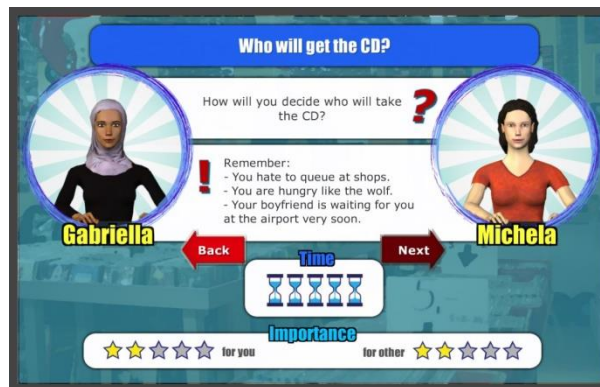 Who will get the CD?
How will you decide who will take
the CD?
?
!
Remember:
- You hate to queue at shops.
- You are hungry like the wolf.
- Your boyfriend is waiting for you
at the airport very soon.
Gabriella
Michela
Back
Next
Time
Importance
for you
for other